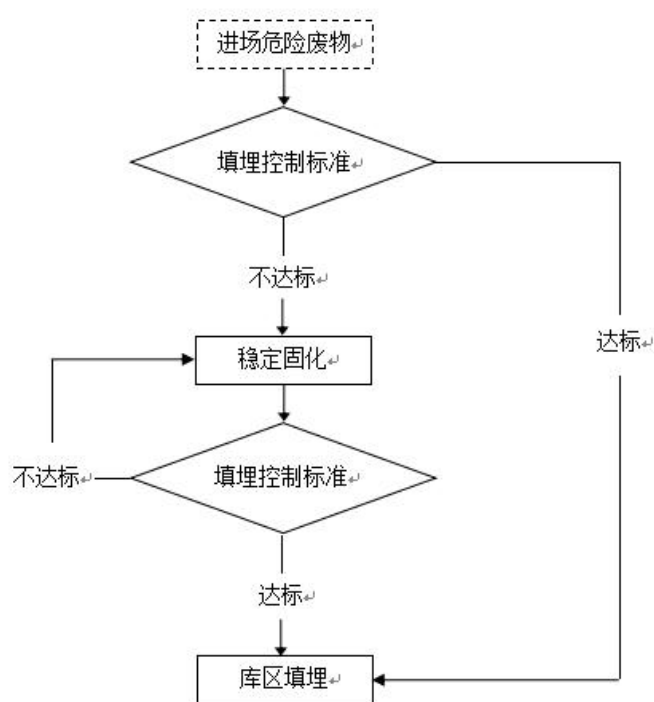 进场危险废物
填埋控制标准
不达标
达标
稳定固化
不达标
填埋控制标准
达标
库区填埋